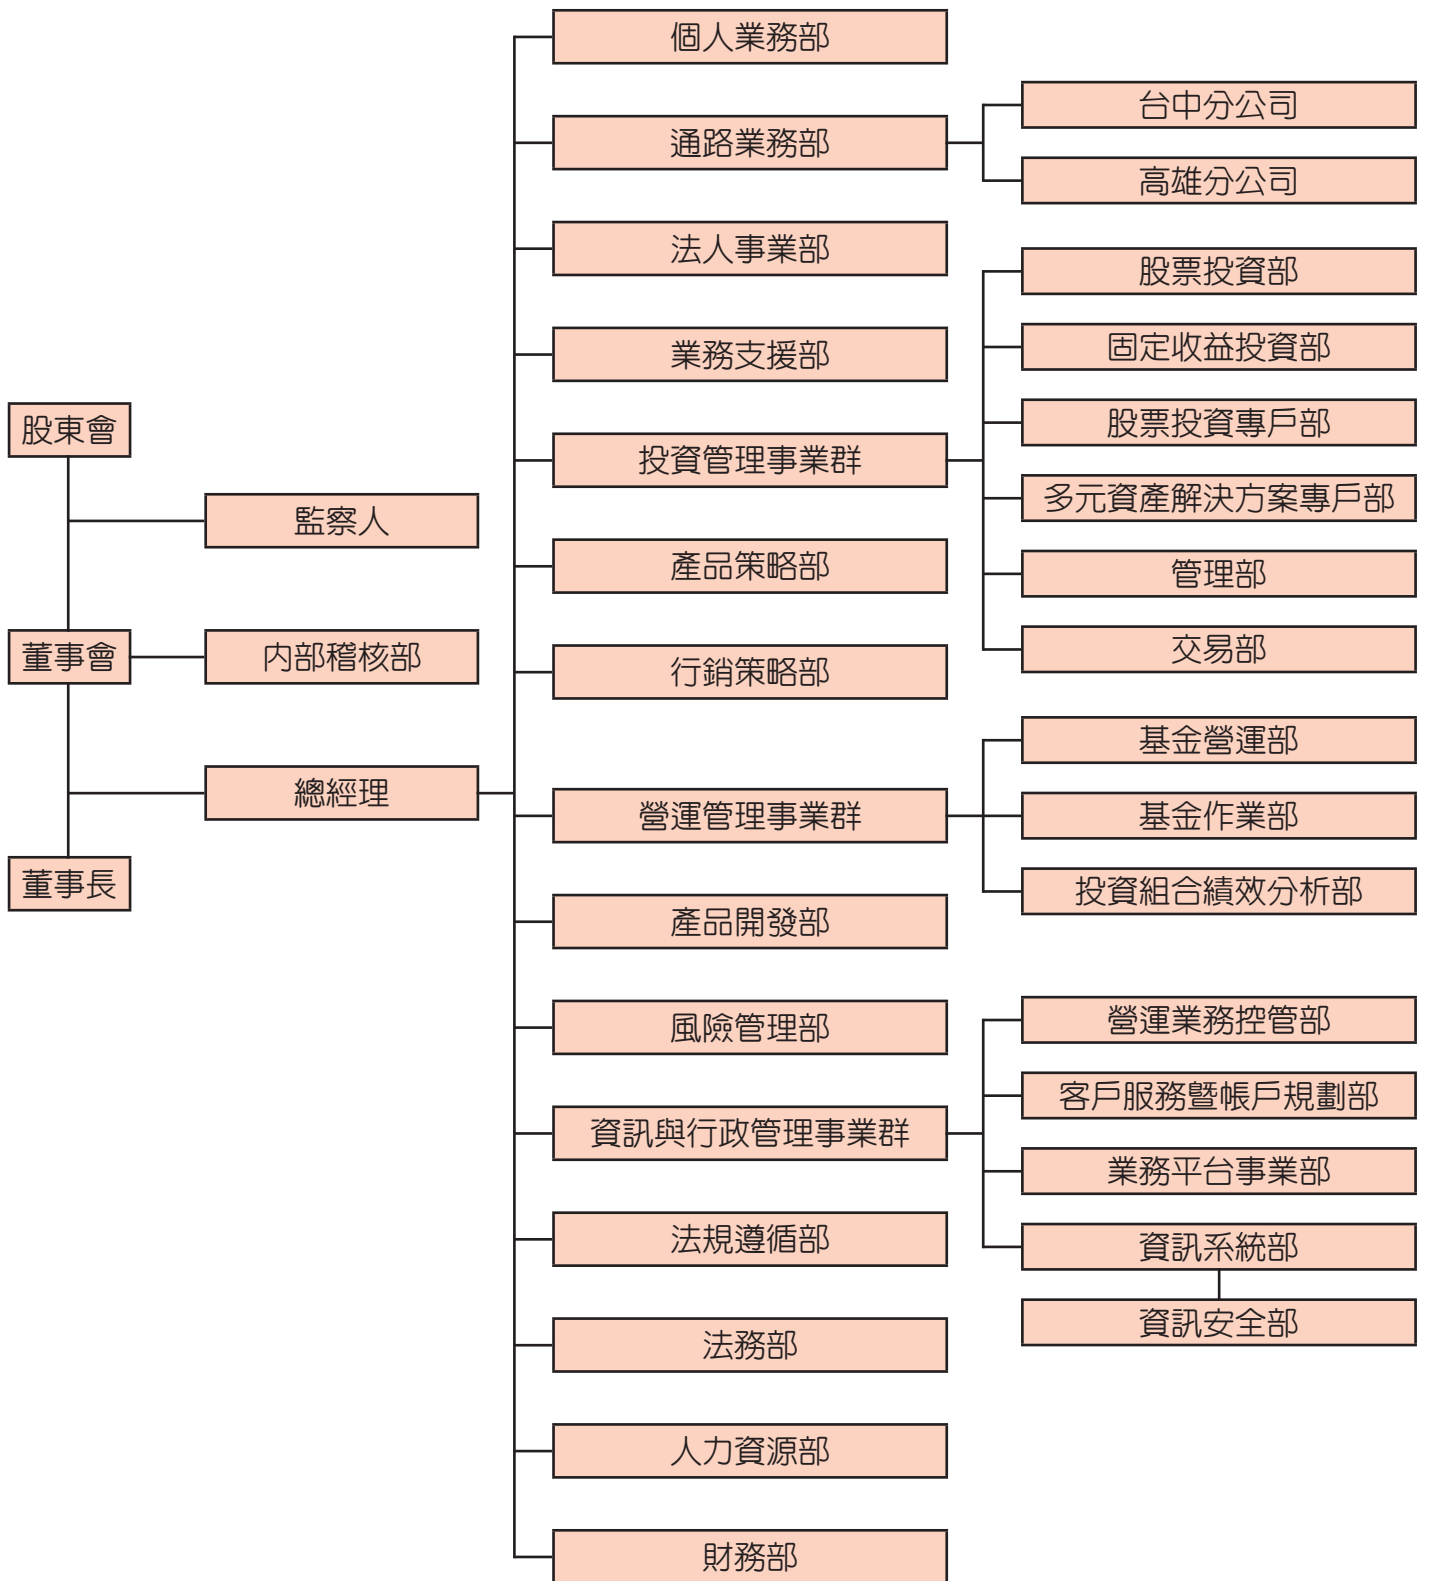 股東會
監察人
董事會
內部稽核部
總經理
董事長
個人業務部
通路業務部
台中分公司
高雄分公司
法人事業部
業務支援部
投資管理事業群
股票投資部
固定收益投資部
股票投資專戶部
多元資產解決方案專戶部
管理部
交易部
產品策略部
行銷策略部
營運管理事業群
基金營運部
基金作業部
投資組合績效分析部
產品開發部
風險管理部
資訊與行政管理事業群
營運業務控管部
客戶服務暨帳戶規劃部
業務平台事業部
資訊系統部
資訊安全部
法規遵循部
法務部
人力資源部
財務部